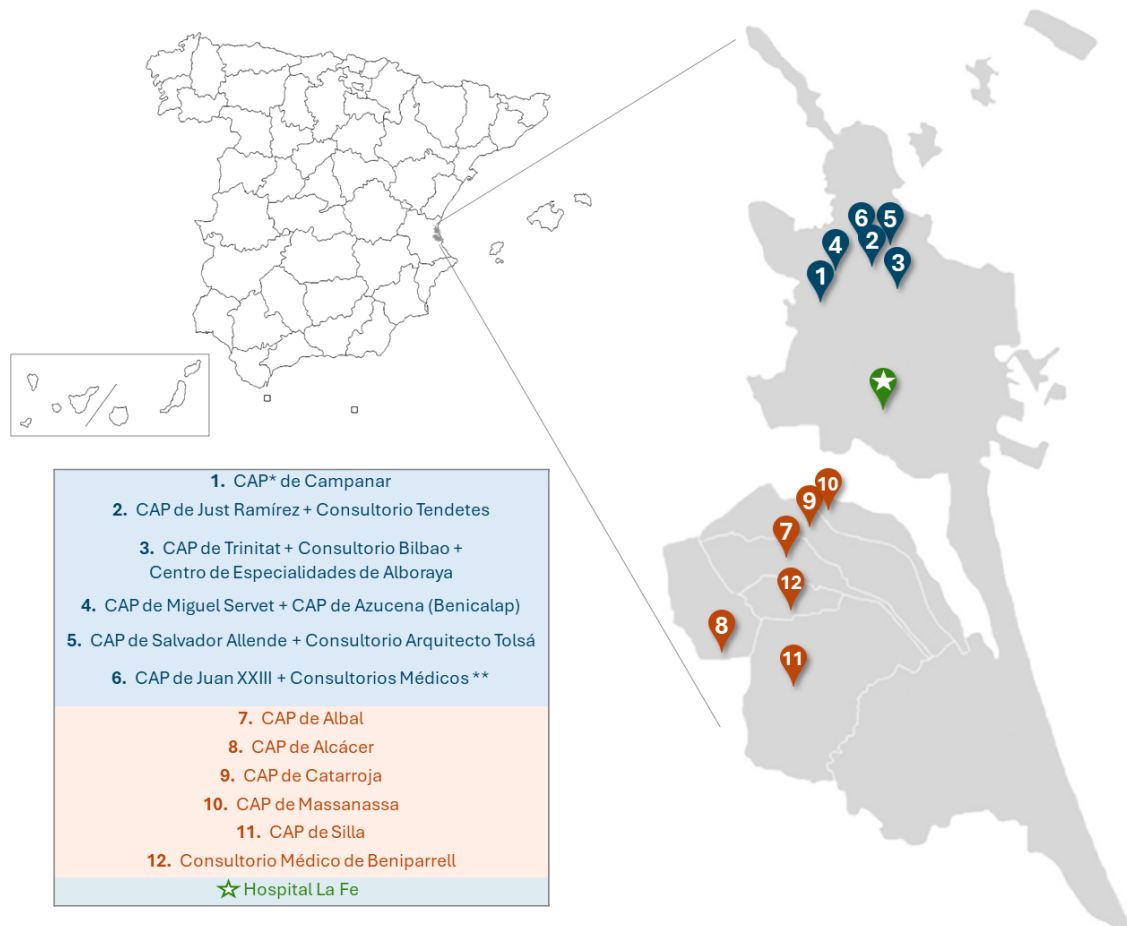 1. CAP* de Campanar
2. CAP de Just Ramírez + Consultorio Tendetes
3. CAP de Trinitat + Consultorio Bilbao +
Centro de Especialidades de Alboraya
4. CAP de Miguel Servet + CAP de Azucena (Benicalap)
5. CAP de Salvador Allende + Consultorio Arquitecto Tolsá
6. CAP de Juan XXIII + Consultorios Médicos **
7. CAP de Albal
8. CAP de Alcácer
9. CAP de Catarroja
10. CAP de Massanassa
11. CAP de Silla
12. Consultorio Médico de Beniparrell
Hospital La Fe
6
5
2
4
3
1
10
9
7
12
8
11